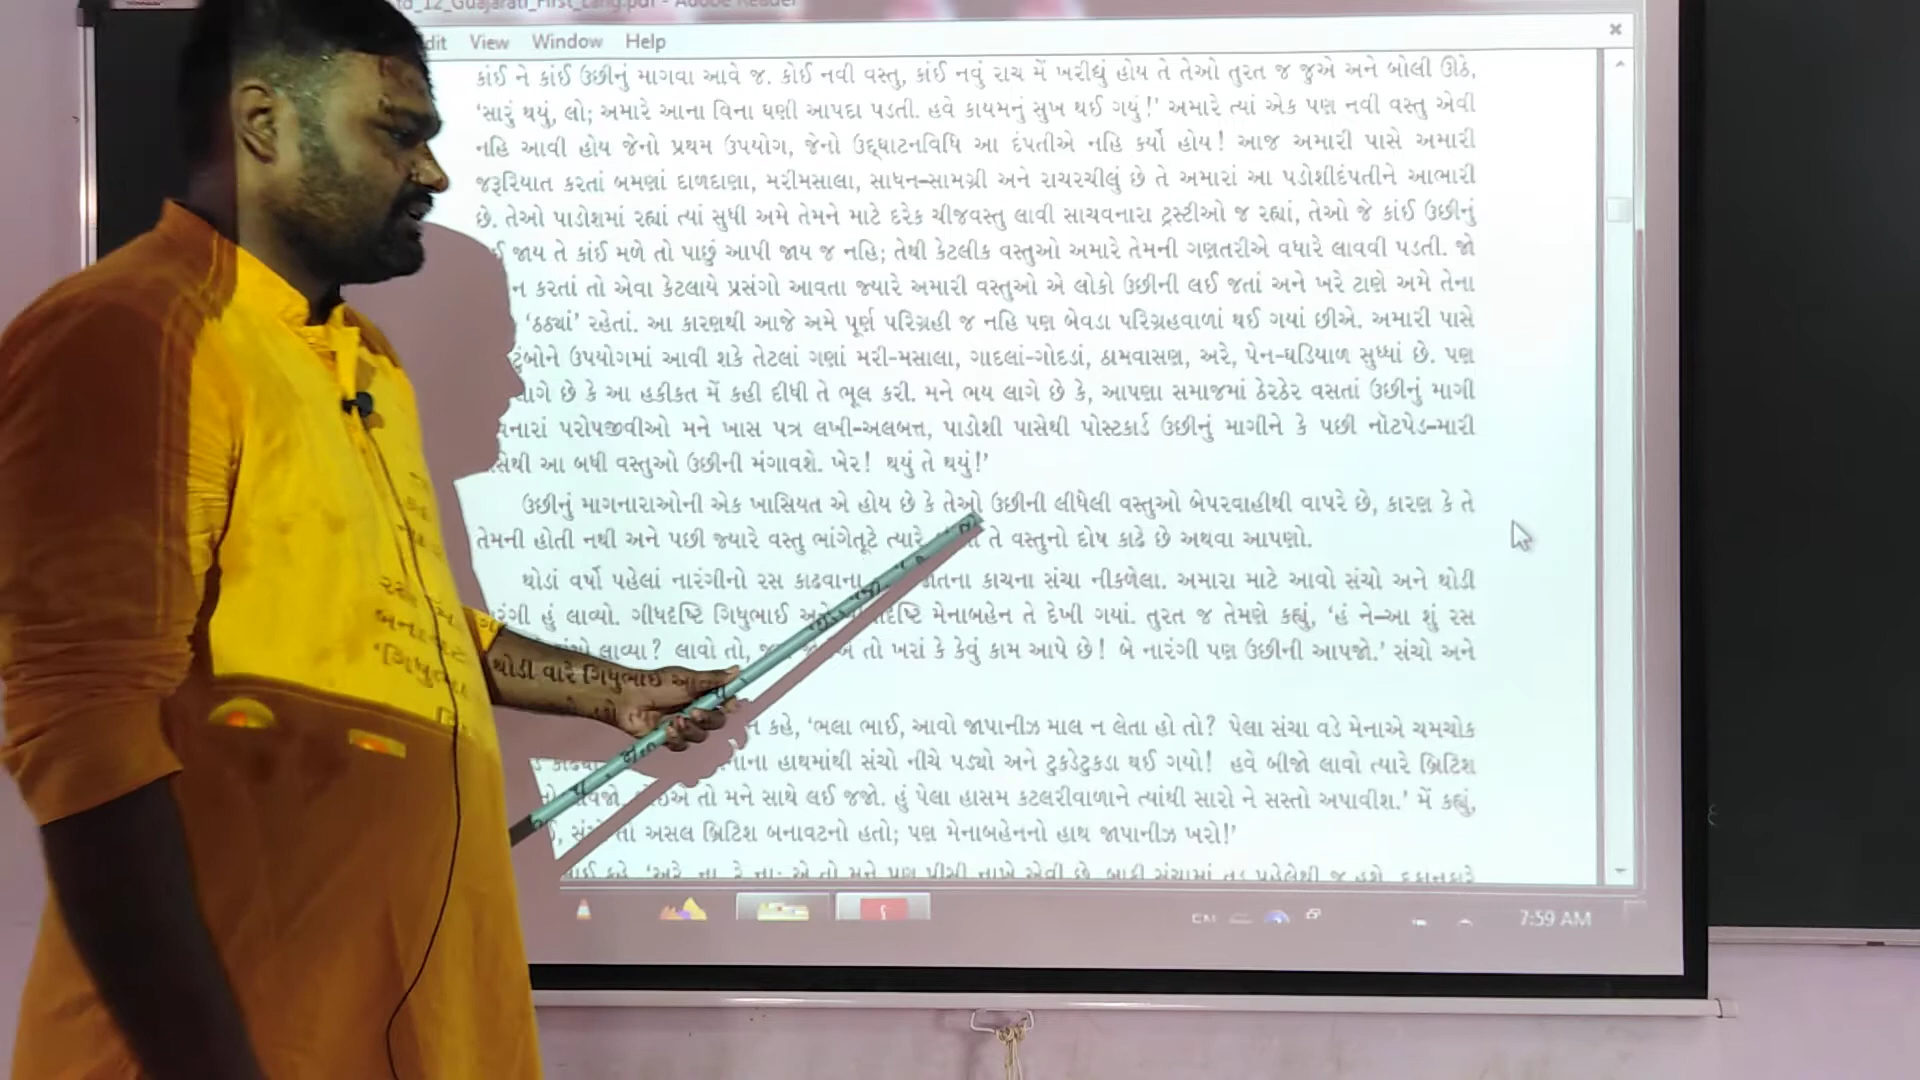 td_12_Guajarati_First_Lang.pdf - Adobe Reader
dit View Window Help
કાંઈ ને કાંઈ ઉછીનું માગવા આવે જ. કોઈ નવી વસ્તુ, કાંઈ નવું રાચ મેં ખરીદ્યું હોય તે તેઓ તુરત જ જુએ અને બોલી ઊઠે,
‘સારું થયું, લો; અમારે આના વિના ઘણી આપદા પડતી. હવે કાયમનું સુખ થઈ ગયું!’ અમારે ત્યાં એક પણ નવી વસ્તુ એવી
નહિ આવી હોય જેનો પ્રથમ ઉપયોગ, જેનો ઉદ્ઘાટનવિધિ આ દંપતીએ નહિ કર્યો હોય! આજ અમારી પાસે અમારી
જરૂરિયાત કરતાં બમણાં દાળદાણા, મરીમસાલા, સાધન-સામગ્રી અને રાચરચીલું છે તે અમારાં આ પડોશીદંપતીને આભારી
છે. તેઓ પાડોશમાં રહ્યાં ત્યાં સુધી અમે તેમને માટે દરેક ચીજવસ્તુ લાવી સાચવનારા ટ્રસ્ટીઓ જ રહ્યાં, તેઓ જે કાંઈ ઉછીનું
જાય તે કાંઈ મળે તો પાછું આપી જાય જ નહિ; તેથી કેટલીક વસ્તુઓ અમારે તેમની ગણતરીએ વધારે લાવવી પડતી. જો
ન કરતાં તો એવા કેટલાયે પ્રસંગો આવતા જ્યારે અમારી વસ્તુઓ એ લોકો ઉછીની લઈ જતાં અને ખરે ટાણે અમે તેના
‘ઠઠ્યાં’ રહેતાં. આ કારણથી આજે અમે પૂર્ણ પરિગ્રહી જ નહિ પણ બેવડા પરિગ્રહવાળાં થઈ ગયાં છીએ. અમારી પાસે
ટુંબોને ઉપયોગમાં આવી શકે તેટલાં ગણાં મરી-મસાલા, ગાદલાં-ગોદડાં, ઠામવાસણ, અરે, પેન-ઘડિયાળ સુધ્ધાં છે. પણ
ાગે છે કે આ હકીકત મેં કહી દીધી તે ભૂલ કરી. મને ભય લાગે છે કે, આપણા સમાજમાં ઠેરઠેર વસતાં ઉછીનું માગી
વનારાં પરોપજીવીઓ મને ખાસ પત્ર લખી-અલબત્ત, પાડોશી પાસેથી પોસ્ટકાર્ડ ઉછીનું માગીને કે પછી નૉટપેડ-મારી
સેથી આ બધી વસ્તુઓ ઉછીની મંગાવશે. ખેર! થયું તે થયું!’
ઉછીનું માગનારાઓની એક ખાસિયત એ હોય છે કે તેઓ ઉછીની લીધેલી વસ્તુઓ બેપરવાહીથી વાપરે છે, કારણ કે તે
તેમની હોતી નથી અને પછી જ્યારે વસ્તુ ભાંગેતૂટે ત્યારે તે વસ્તુનો દોષ કાઢે છે અથવા આપણો.
થોડાં વર્ષો પહેલાં નારંગીનો રસ કાઢવાના કાચના સંચા નીકળેલા. અમારા માટે આવો સંચો અને થોડી
રંગી હું લાવ્યો. ગીધદષ્ટિ ગિધુભાઈ અને દષ્ટિ મેનાબહેન તે દેખી ગયાં. તુરત જ તેમણે કહ્યું, ‘હં ને-આ શું રસ
લાવ્યા? લાવો તો, તો ખરાં કે કેવું કામ આપે છે! બે નારંગી પણ ઉછીની આપજો.’ સંચો અને
થોડી વારે ગિધુભાઈ
કહે, ‘ભલા ભાઈ, આવો જાપાનીઝ માલ ન લેતા હો તો? પેલા સંચા વડે મેનાએ ચમચોક
હાથમાંથી સંચો નીચે પડ્યો અને ટુકડેટુકડા થઈ ગયો! હવે બીજો લાવો ત્યારે બ્રિટિશ
તો મને સાથે લઈ જજો. હું પેલા હાસમ કટલરીવાળાને ત્યાંથી સારો ને સસ્તો અપાવીશ.’ મેં કહ્યું,
તો અસલ બ્રિટિશ બનાવટનો હતો; પણ મેનાબહેનનો હાથ જાપાનીઝ ખરો!’
EN 7:59 AM